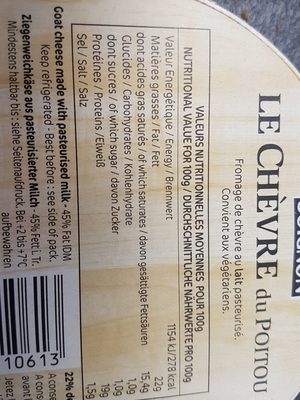 LE CHÈVRE du POITOU
Fromage de chèvre au lait pasteurisé.
Convient aux végétariens.
VALEURS NUTRITIONNELLES MOYENNES POUR 100g
NUTRITIONAL VALUE FOR 100g / DURCHSCHNITTLICHE NÄHRWERTE PRO 100g
Valeur Energétique / Energy / Brennwert 1154 kJ/278 kcal
Matières grasses / Fat / Fett 22g
dont acides gras saturés / of which saturates / davon gesättigte Fettsäuren 15,4g
Glucides / Carbohydrates / Kohlenhydrate 1,0g
dont sucres / of which sugar / davon Zucker 1,0g
Protéines / Proteins / Eiweiß 19g
Sel / Salt / Salz 1,5g
Goat cheese made with pasteurised milk - 45% Fat IDM
Keep refrigerated - Best before : see side of pack.
Ziegenweichkäse aus pasteurisierter Milch - 45% Fett i. Tr.
Mindestens haltbar bis : siehe Seitenaufdruck. Bei +2 bis +7°C
aufbewahren
10613
22% d
A conse
A cons
avant
Jetez